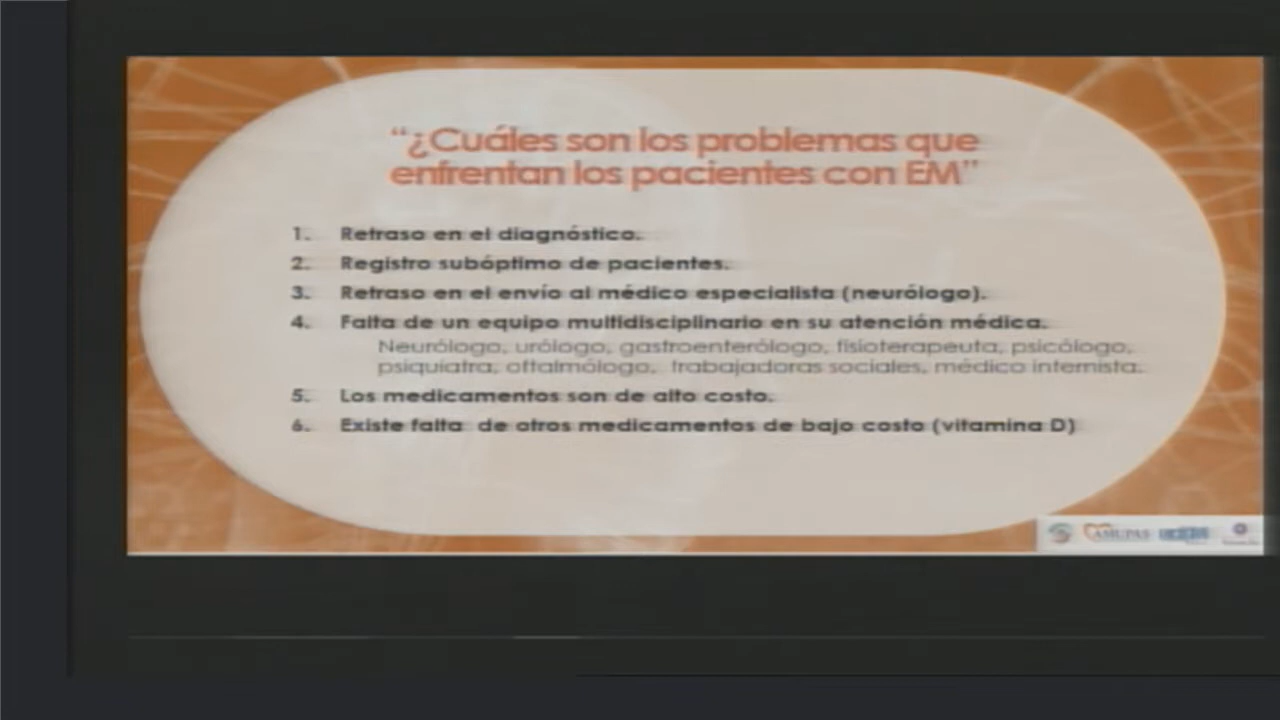 “¿Cuáles son los problemas que
enfrentan los pacientes con EM”
1. Retraso en el diagnóstico.
2. Registro subóptimo de pacientes.
3. Retraso en el envío al médico especialista (neurólogo).
4. Falta de un equipo multidisciplinario en su atención médica.
Neurólogo, urólogo, gastroenterólogo, fisioterapeuta, psicólogo,
psiquiatra, oftalmólogo, trabajadoras sociales, médico internista.
5. Los medicamentos son de alto costo.
6. Existe falta de otros medicamentos de bajo costo (vitamina D)
AMUPAS